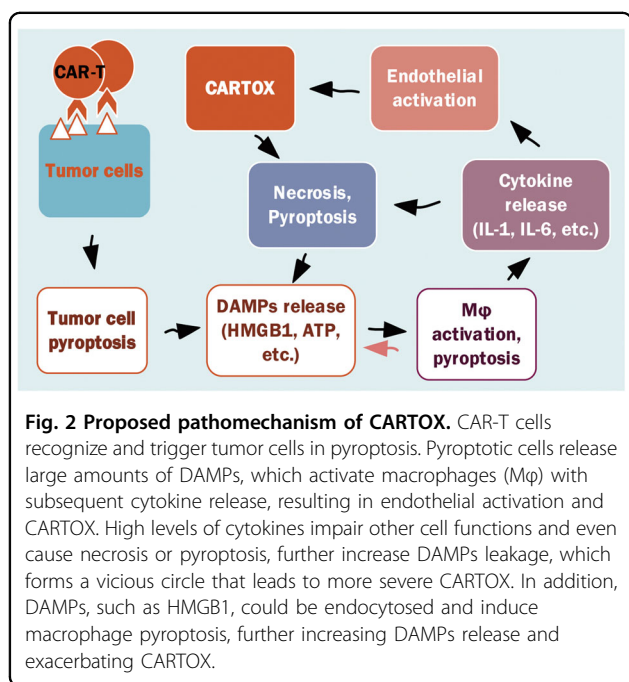 CAR-T
Tumor cells
CARTOX
Endothelial
activation
Necrosis,
Pyroptosis
Cytokine
release
(IL-1, IL-6, etc.)
Tumor cell
pyroptosis
DAMPs release
(HMGB1, ATP,
etc.)
Mφ
activation,
pyroptosis
Fig. 2 Proposed pathomechanism of CARTOX. CAR-T cells
recognize and trigger tumor cells in pyroptosis. Pyroptotic cells release
large amounts of DAMPs, which activate macrophages (Mφ) with
subsequent cytokine release, resulting in endothelial activation and
CARTOX. High levels of cytokines impair other cell functions and even
cause necrosis or pyroptosis, further increase DAMPs leakage, which
forms a vicious circle that leads to more severe CARTOX. In addition,
DAMPs, such as HMGB1, could be endocytosed and induce
macrophage pyroptosis, further increasing DAMPs release and
exacerbating CARTOX.